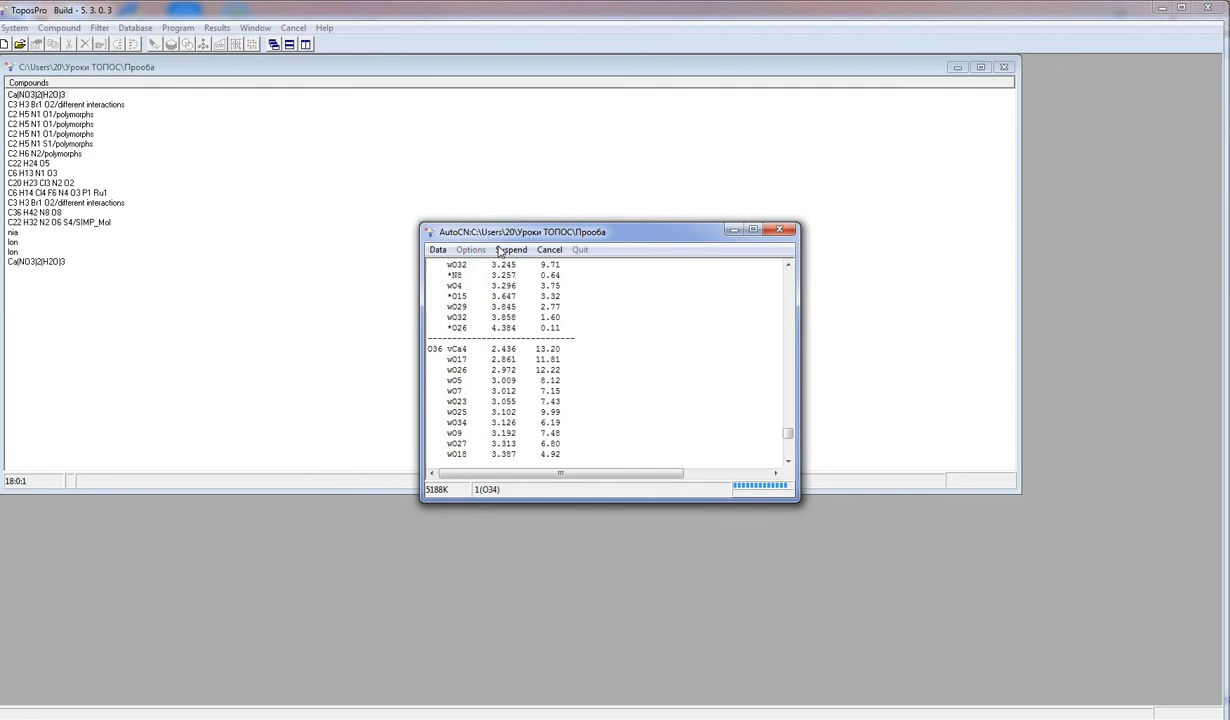 ToposPro Build - 5. 3. 0. 3
System Compound Filter Database Program Results Window Cancel Help
C:\Users\20\Уроки ТОПОС\Прооба
Compounds
Ca(NO3)2(H2O)3
C3 H3 Br1 O2/different interactions
C2 H5 N1 O1/polymorphs
C2 H5 N1 O1/polymorphs
C2 H5 N1 O1/polymorphs
C2 H5 N1 S1/polymorphs
C2 H6 N2/polymorphs
C22 H24 O5
C6 H13 N1 O3
C20 H23 Cl3 N2 O2
C6 H14 Cl4 F6 N4 O3 P1 Ru1
C3 H3 Br1 O2/different interactions
C36 H42 N8 O8
C22 H32 N2 O6 S4/SIMP_Mol
nia
lon
lon
Ca(NO3)2(H2O)3
18:0:1
AutoCN:C:\Users\20\Уроки ТОПОС\Прооба
Data Options Suspend Cancel Quit
wO32 3.245 9.71
*N8 3.257 0.64
wO4 3.296 3.75
*O15 3.647 3.32
wO29 3.845 2.77
wO32 3.858 1.60
*O26 4.384 0.11
----------------------------
O36 vCa4 2.436 13.20
wO17 2.861 11.81
wO26 2.972 12.22
wO5 3.009 8.12
wO7 3.012 7.15
wO23 3.055 7.43
wO25 3.102 9.99
wO34 3.126 6.19
wO9 3.192 7.48
wO27 3.313 6.80
wO18 3.387 4.92
5188K 1(O34)